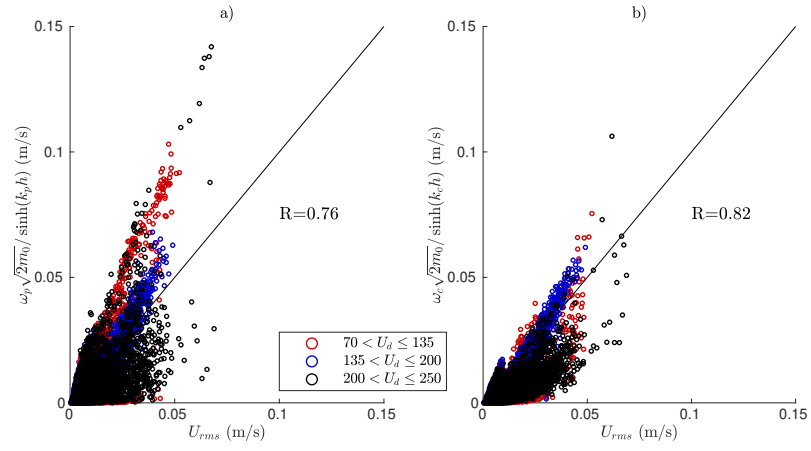 a)
0.15
0.1
0.05
0
ω_p√2m_0/ sinh(k_p h) (m/s)
R=0.76
0 0.05 0.1 0.15
U_rms (m/s)
70 < U_d ≤ 135
135 < U_d ≤ 200
200 < U_d ≤ 250
b)
0.15
0.1
0.05
0
ω_c√2m_0/ sinh(k_c h) (m/s)
R=0.82
0 0.05 0.1 0.15
U_rms (m/s)